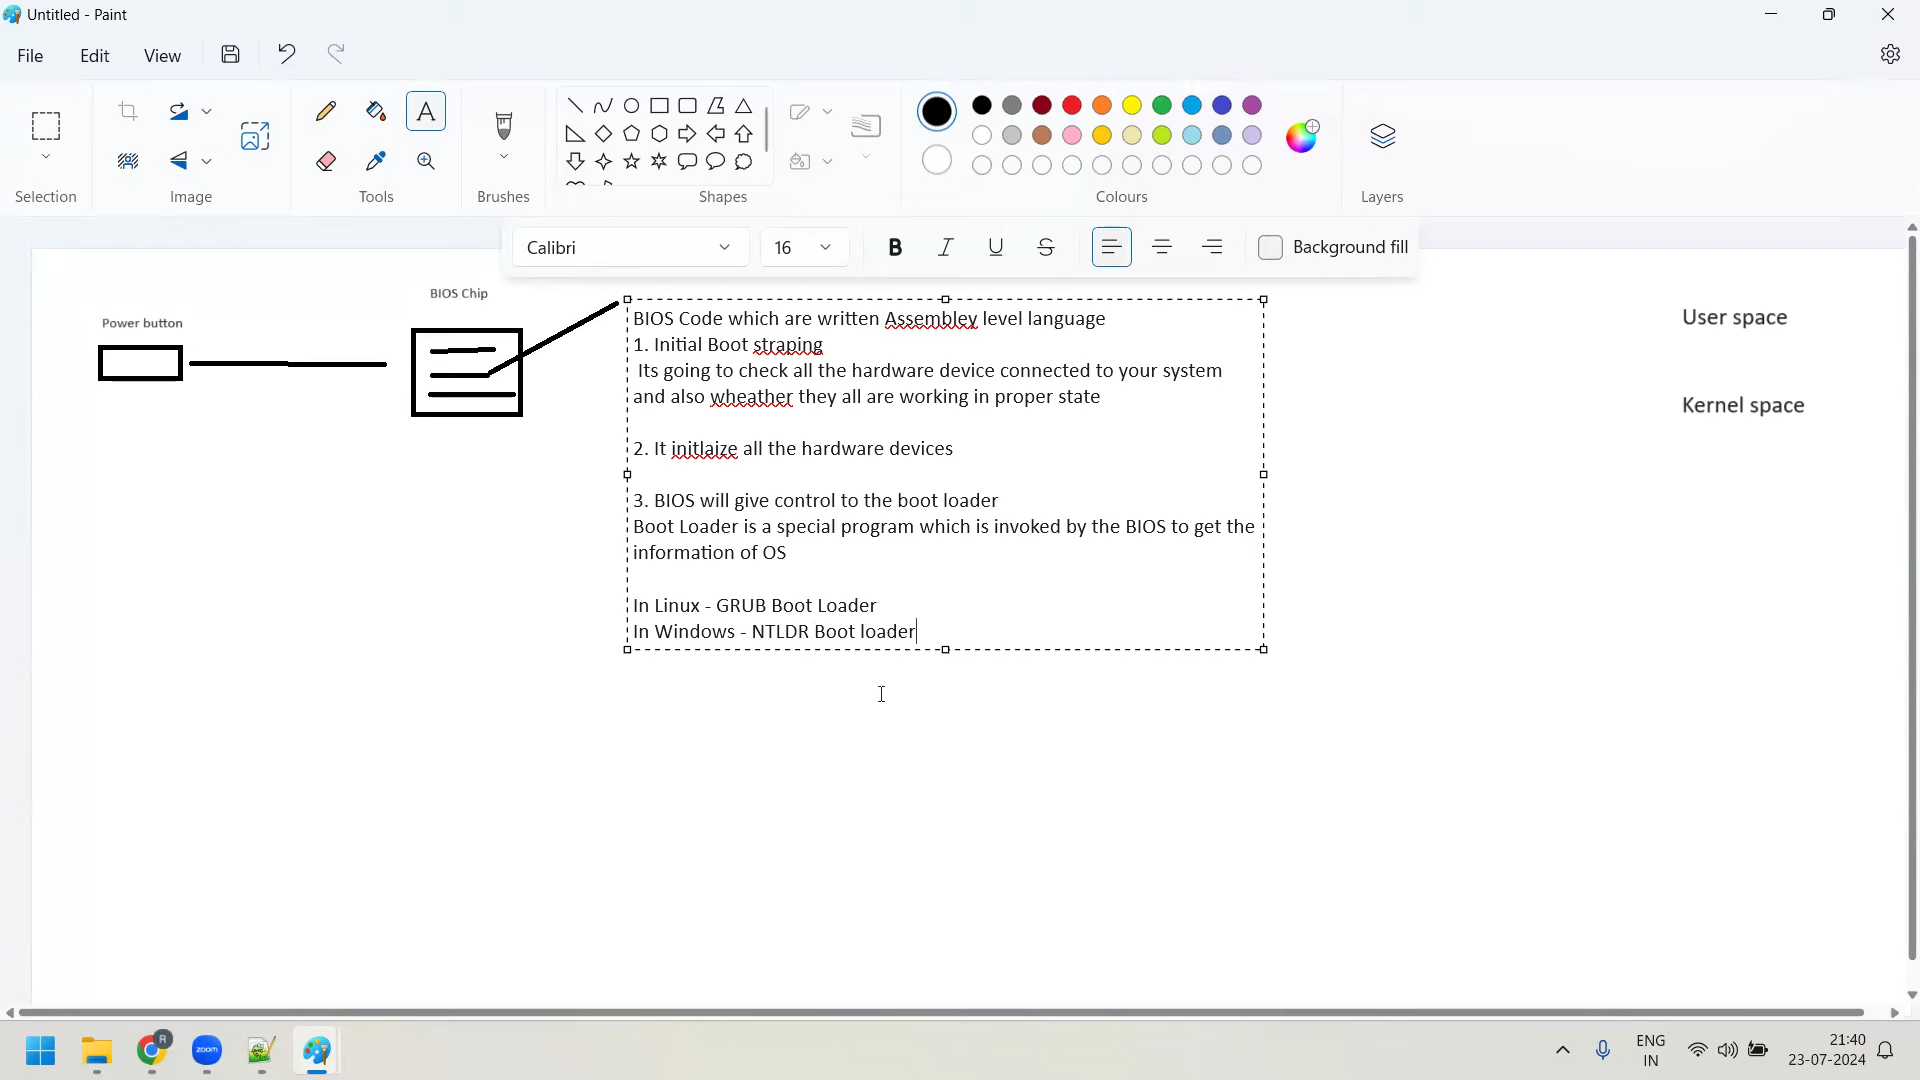 Untitled - Paint
File Edit View
Selection
Image
Tools
Brushes
Shapes
Colours
Layers
Calibri 16 B I U S Background fill
BIOS Chip
Power button
BIOS Code which are written Assembley level language
1. Initial Boot straping
Its going to check all the hardware device connected to your system
and also wheather they all are working in proper state
2. It initlaize all the hardware devices
3. BIOS will give control to the boot loader
Boot Loader is a special program which is invoked by the BIOS to get the
information of OS
In Linux - GRUB Boot Loader
In Windows - NTLDR Boot loader
User space
Kernel space
R
zoom
ENG
IN
21:40
23-07-2024